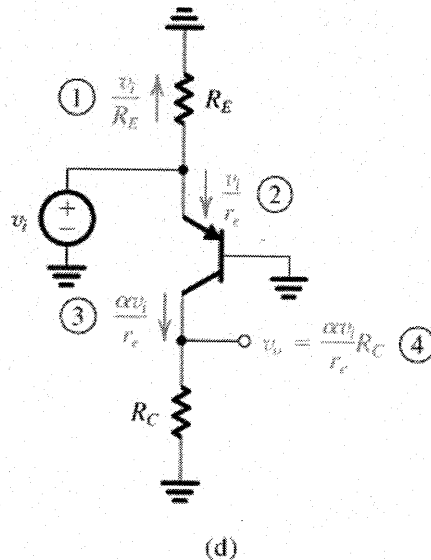 ① v_i/R_E R_E
v_i/r_e ②
+
−
v_i
③ αv_i/r_e
v_o = αv_i/r_e R_C ④
R_C
(d)